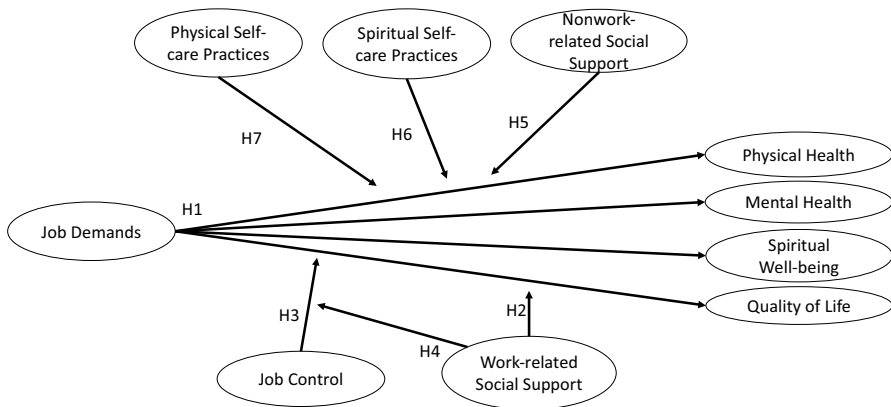 Physical Self-
care Practices
Spiritual Self-
care Practices
Nonwork-
related Social
Support
H7
H6
H5
H1
Physical Health
Mental Health
Job Demands
Spiritual
Well-being
Quality of Life
H3
H2
H4
Job Control
Work-related
Social Support